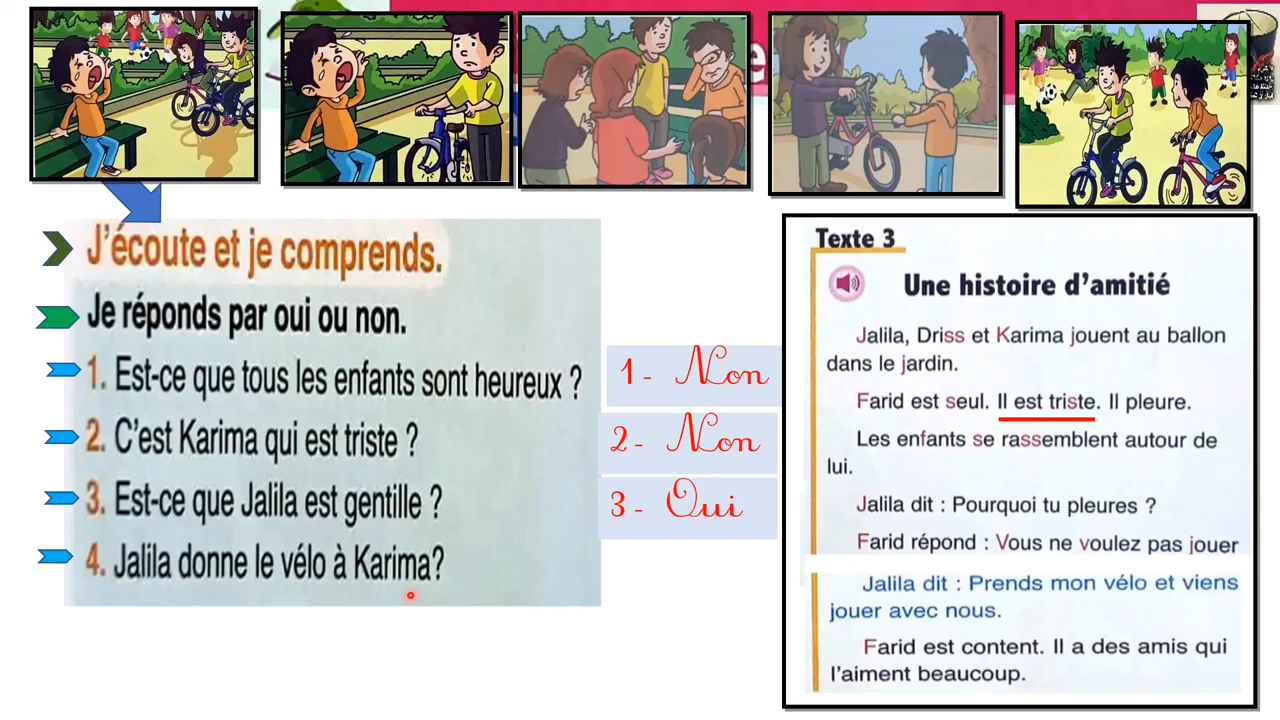 J'écoute et je comprends.
Je réponds par oui ou non.
1. Est-ce que tous les enfants sont heureux ?
2. C'est Karima qui est triste ?
3. Est-ce que Jalila est gentille ?
4. Jalila donne le vélo à Karima?
1 - Non
2 - Non
3 - Oui
Texte 3
Une histoire d'amitié
Jalila, Driss et Karima jouent au ballon
dans le jardin.
Farid est seul. Il est triste. Il pleure.
Les enfants se rassemblent autour de
lui.
Jalila dit : Pourquoi tu pleures ?
Farid répond : Vous ne voulez pas jouer
Jalila dit : Prends mon vélo et viens
jouer avec nous.
Farid est content. Il a des amis qui
l'aiment beaucoup.